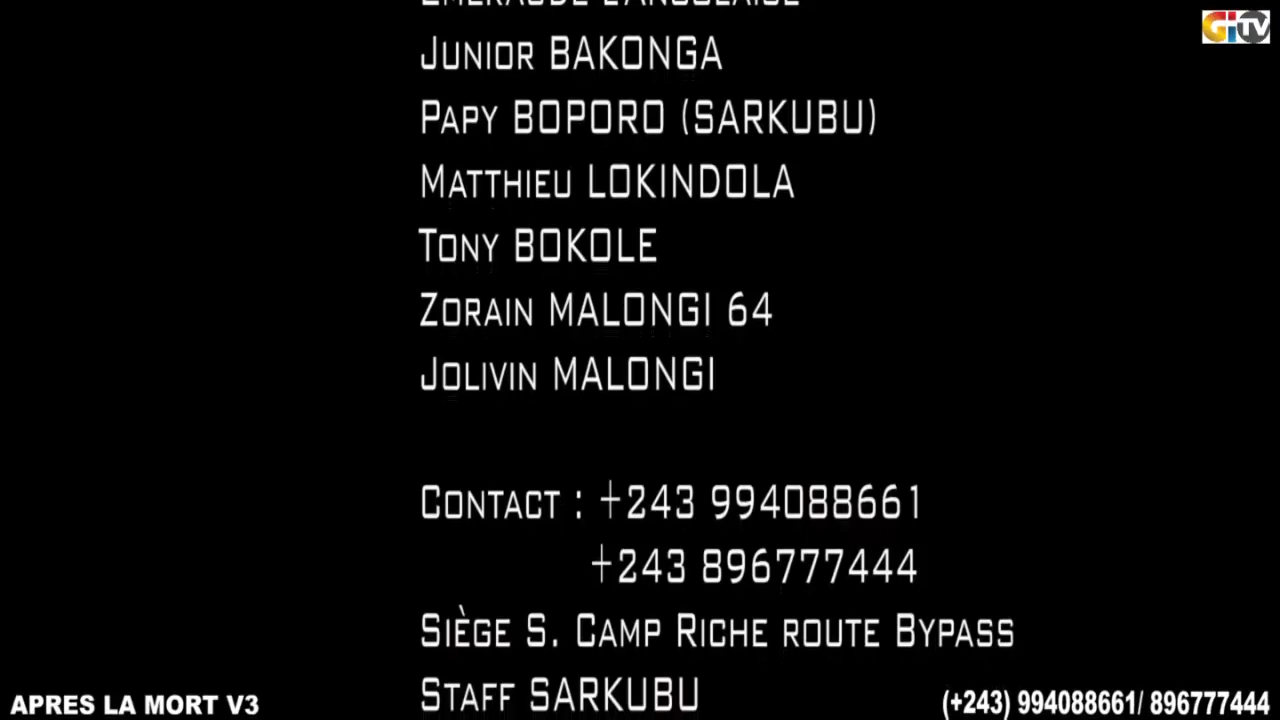 GiTV
Junior BAKONGA
Papy BOPORO (SARKUBU)
Matthieu LOKINDOLA
Tony BOKOLE
Zorain MALONGI 64
Jolivin MALONGI
Contact : +243 994088661
+243 896777444
Siège S. Camp Riche route Bypass
Staff SARKUBU
APRES LA MORT V3
(+243) 994088661/ 896777444